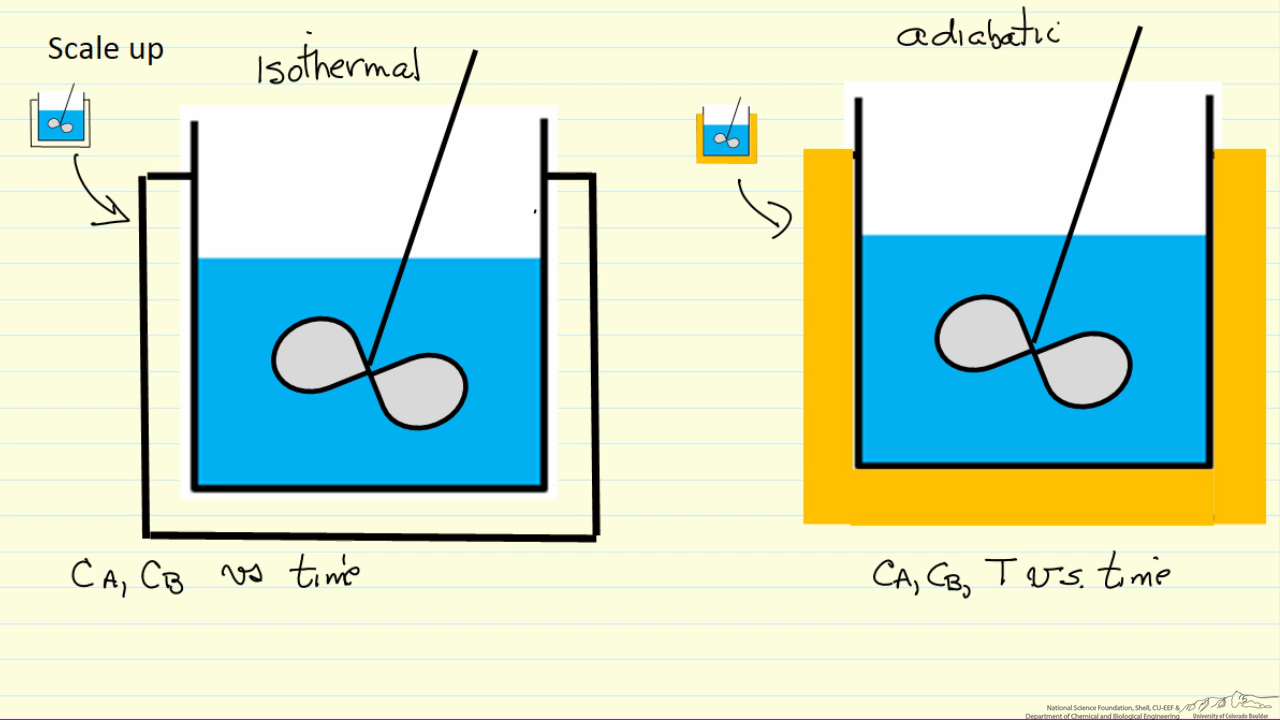 Scale up
Isothermal
adiabatic
CA, CB vs time
CA, CB, T vs. time
National Science Foundation, Shell, CU-EEF &
Department of Chemical and Biological Engineering
University of Colorado Boulder